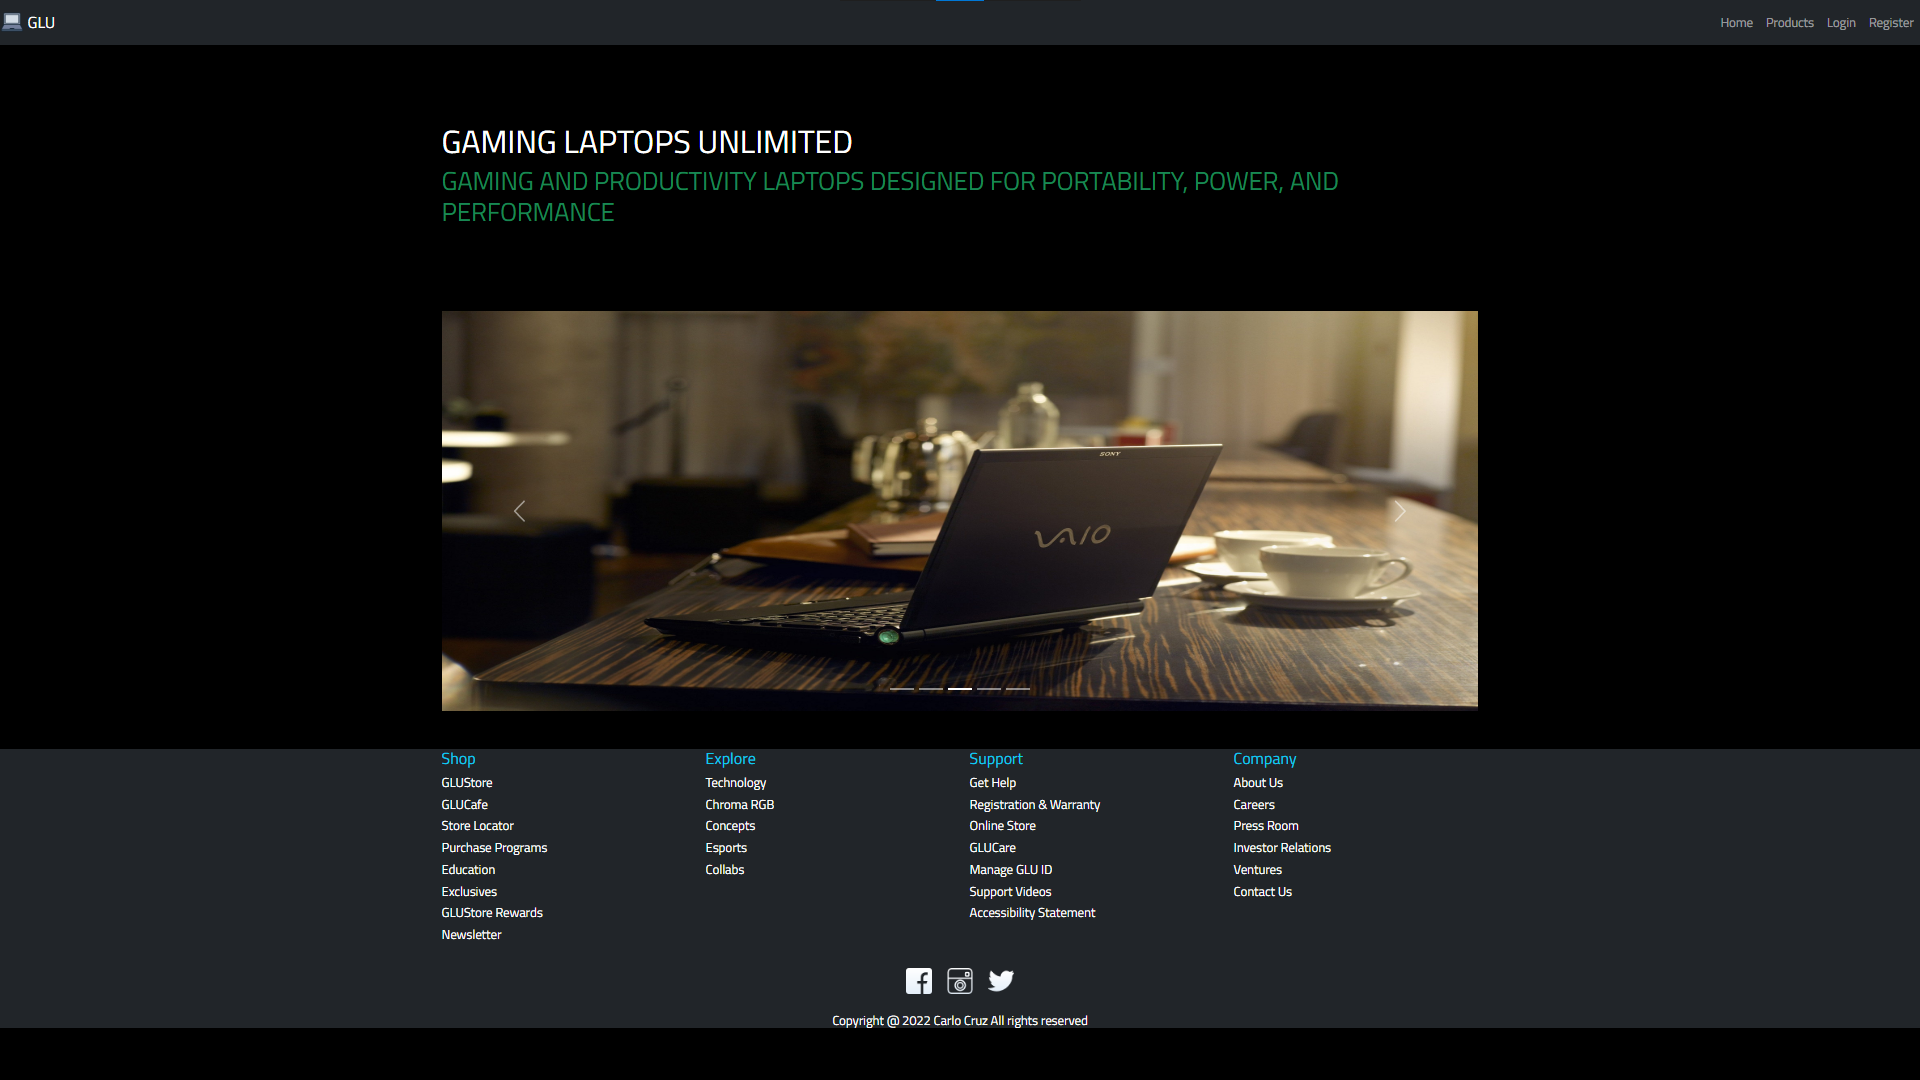 GLU
Home Products Login Register
GAMING LAPTOPS UNLIMITED
GAMING AND PRODUCTIVITY LAPTOPS DESIGNED FOR PORTABILITY, POWER, AND
PERFORMANCE
SONY
VAIO
Shop
GLUStore
GLUCafe
Store Locator
Purchase Programs
Education
Exclusives
GLUStore Rewards
Newsletter
Explore
Technology
Chroma RGB
Concepts
Esports
Collabs
Support
Get Help
Registration & Warranty
Online Store
GLUCare
Manage GLU ID
Support Videos
Accessibility Statement
Company
About Us
Careers
Press Room
Investor Relations
Ventures
Contact Us
Copyright @ 2022 Carlo Cruz All rights reserved